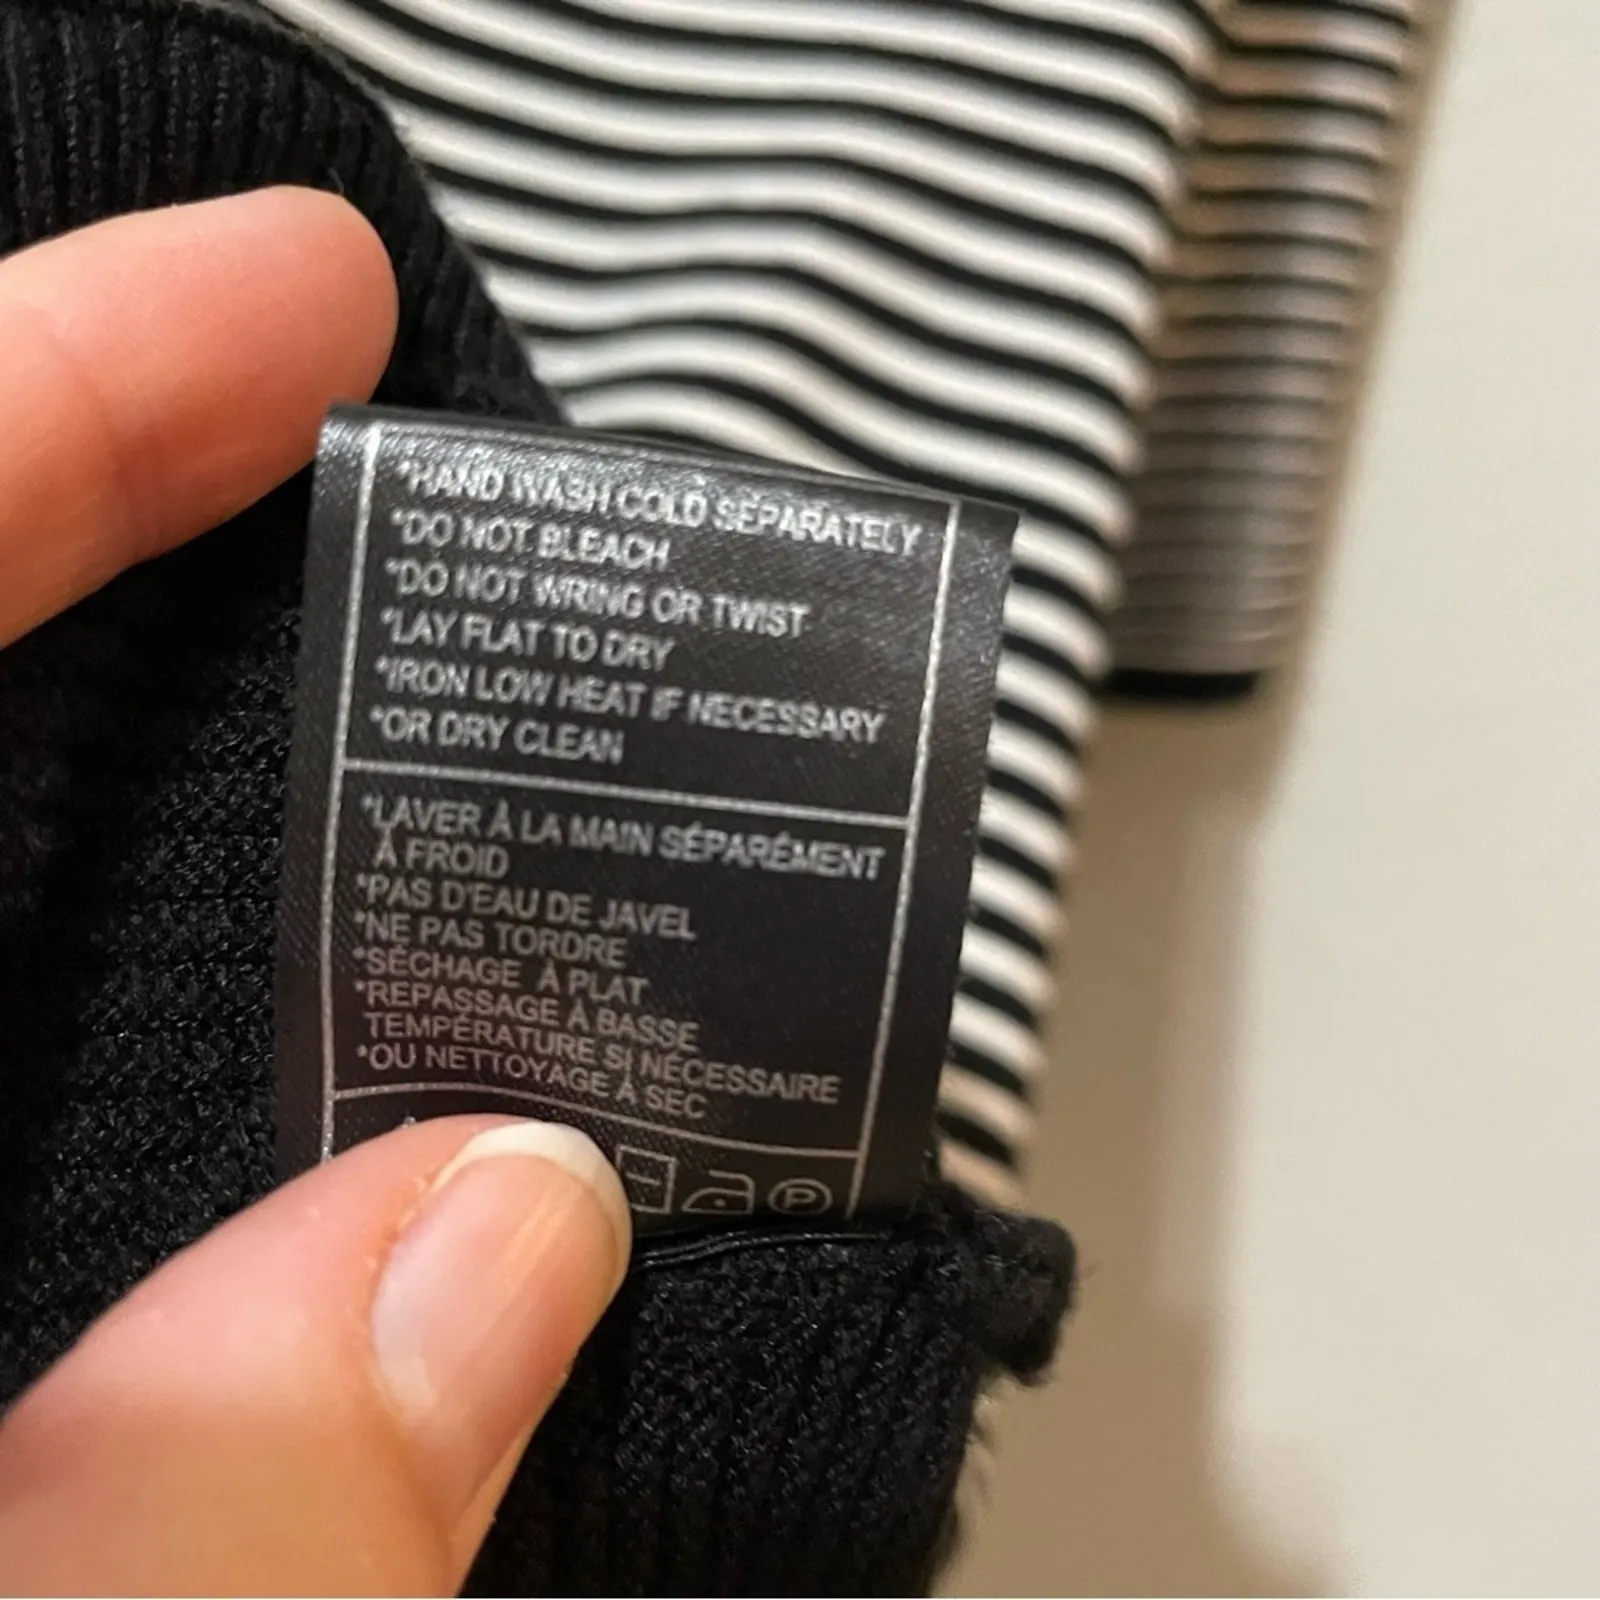 *HAND WASH COLD SEPARATELY
*DO NOT BLEACH
*DO NOT WRING OR TWIST
*LAY FLAT TO DRY
*IRON LOW HEAT IF NECESSARY
*OR DRY CLEAN
*LAVER À LA MAIN SÉPARÉMENT
À FROID
*PAS D'EAU DE JAVEL
*NE PAS TORDRE
*SÉCHAGE À PLAT
*REPASSAGE À BASSE
TEMPÉRATURE SI NÉCESSAIRE
*OU NETTOYAGE À SEC
P